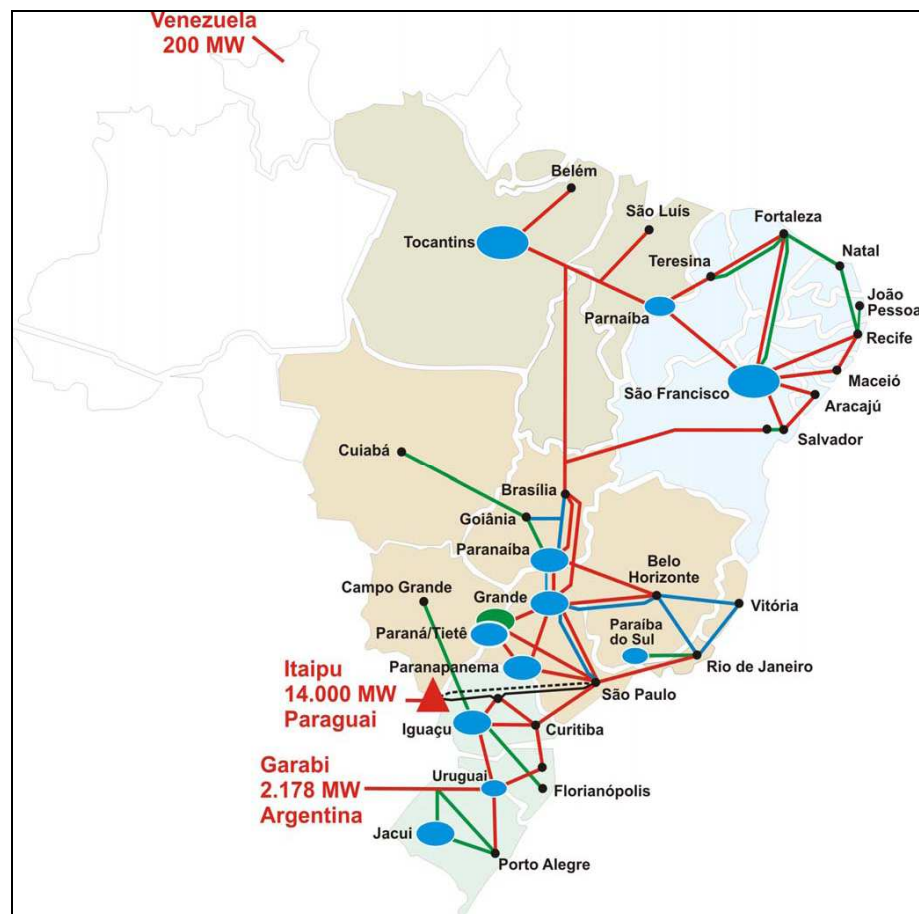 Venezuela
200 MW
Belém
São Luís
Fortaleza
Tocantins
Teresina
Natal
Parnaíba
João
Pessoa
Recife
São Francisco
Maceió
Aracajú
Salvador
Cuiabá
Brasília
Goiânia
Paranaíba
Belo
Horizonte
Campo Grande
Grande
Vitória
Paraná/Tietê
Paraíba
do Sul
Paranapanema
Rio de Janeiro
Itaipu
14.000 MW
Paraguai
São Paulo
Iguaçu
Curitiba
Garabi
2.178 MW
Argentina
Uruguai
Florianópolis
Jacui
Porto Alegre